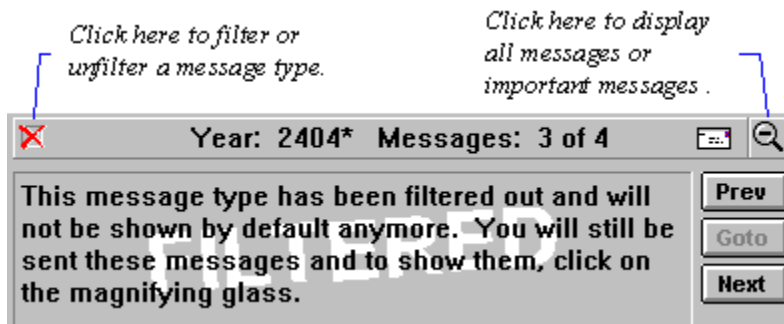 Click here to filter or
unfilter a message type.
Click here to display
all messages or
important messages .
Year: 2404* Messages: 3 of 4
This message type has been filtered out and will
not be shown by default anymore. You will still be
sent these messages and to show them, click on
the magnifying glass.
FILTERED
Prev
Goto
Next